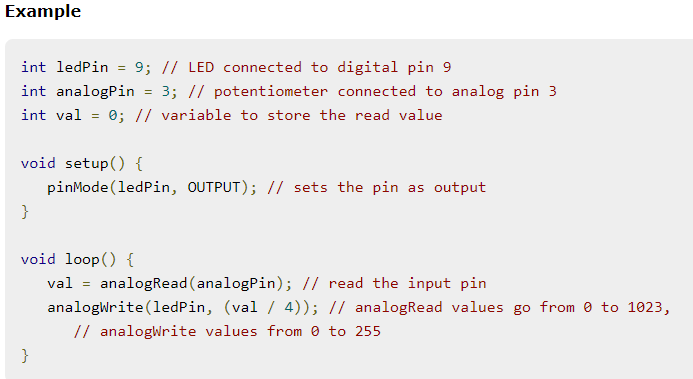 Example
int ledPin = 9; // LED connected to digital pin 9
int analogPin = 3; // potentiometer connected to analog pin 3
int val = 0; // variable to store the read value
void setup() {
pinMode(ledPin, OUTPUT); // sets the pin as output
}
void loop() {
val = analogRead(analogPin); // read the input pin
analogWrite(ledPin, (val / 4)); // analogRead values go from 0 to 1023,
// analogWrite values from 0 to 255
}